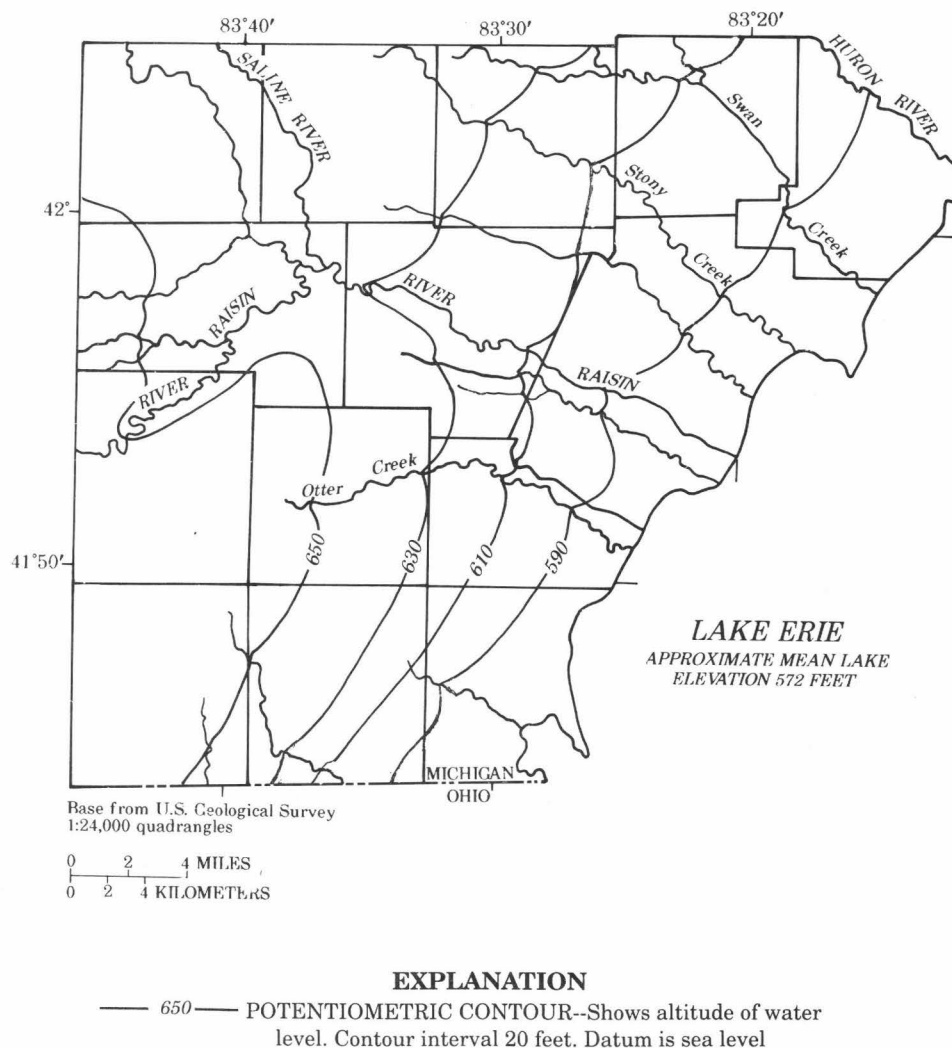 83°40′
83°30′
83°20′
SALINE RIVER
HURON RIVER
Swan
Creek
42°
Stony
Creek
RAISIN
RIVER
RIVER
RAISIN
Otter Creek
650
630
610
590
41°50′
LAKE ERIE
APPROXIMATE MEAN LAKE
ELEVATION 572 FEET
MICHIGAN
OHIO
Base from U.S. Geological Survey
1:24,000 quadrangles
0 2 4 MILES
0 2 4 KILOMETERS
EXPLANATION
650 POTENTIOMETRIC CONTOUR--Shows altitude of water
level. Contour interval 20 feet. Datum is sea level